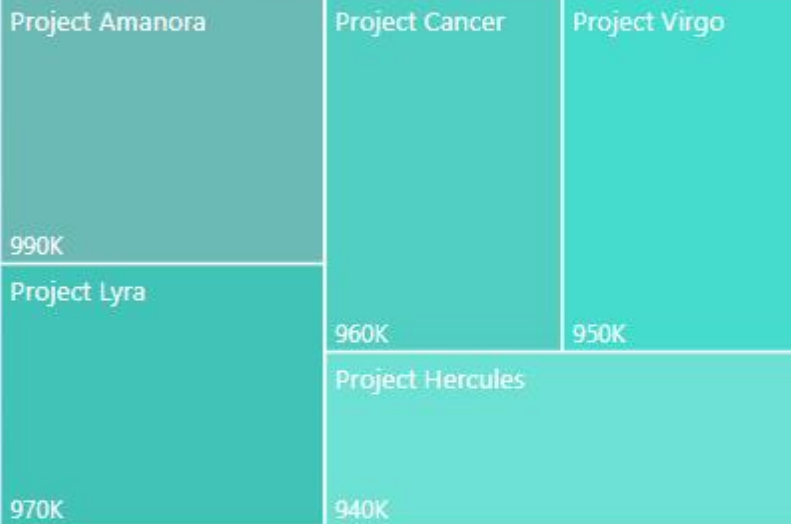 Project Amanora
990K
Project Lyra
970K
Project Cancer
960K
Project Virgo
950K
Project Hercules
940K